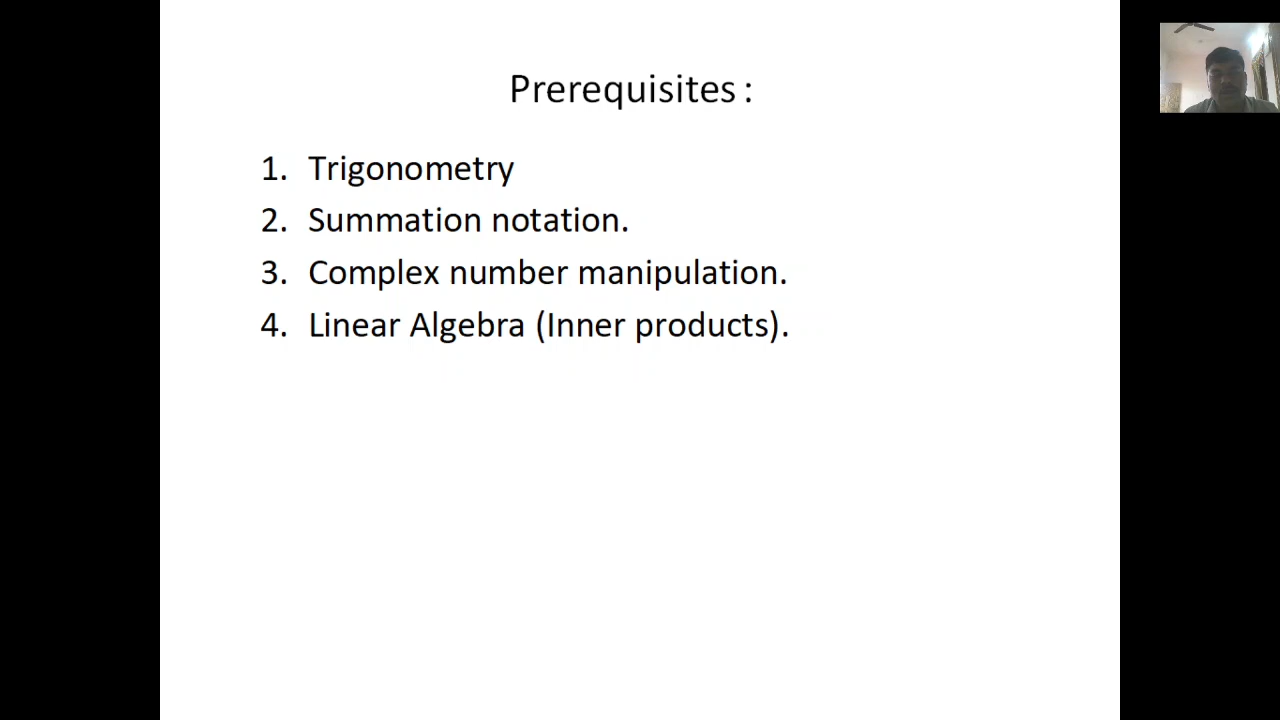 Prerequisites :
1. Trigonometry
2. Summation notation.
3. Complex number manipulation.
4. Linear Algebra (Inner products).